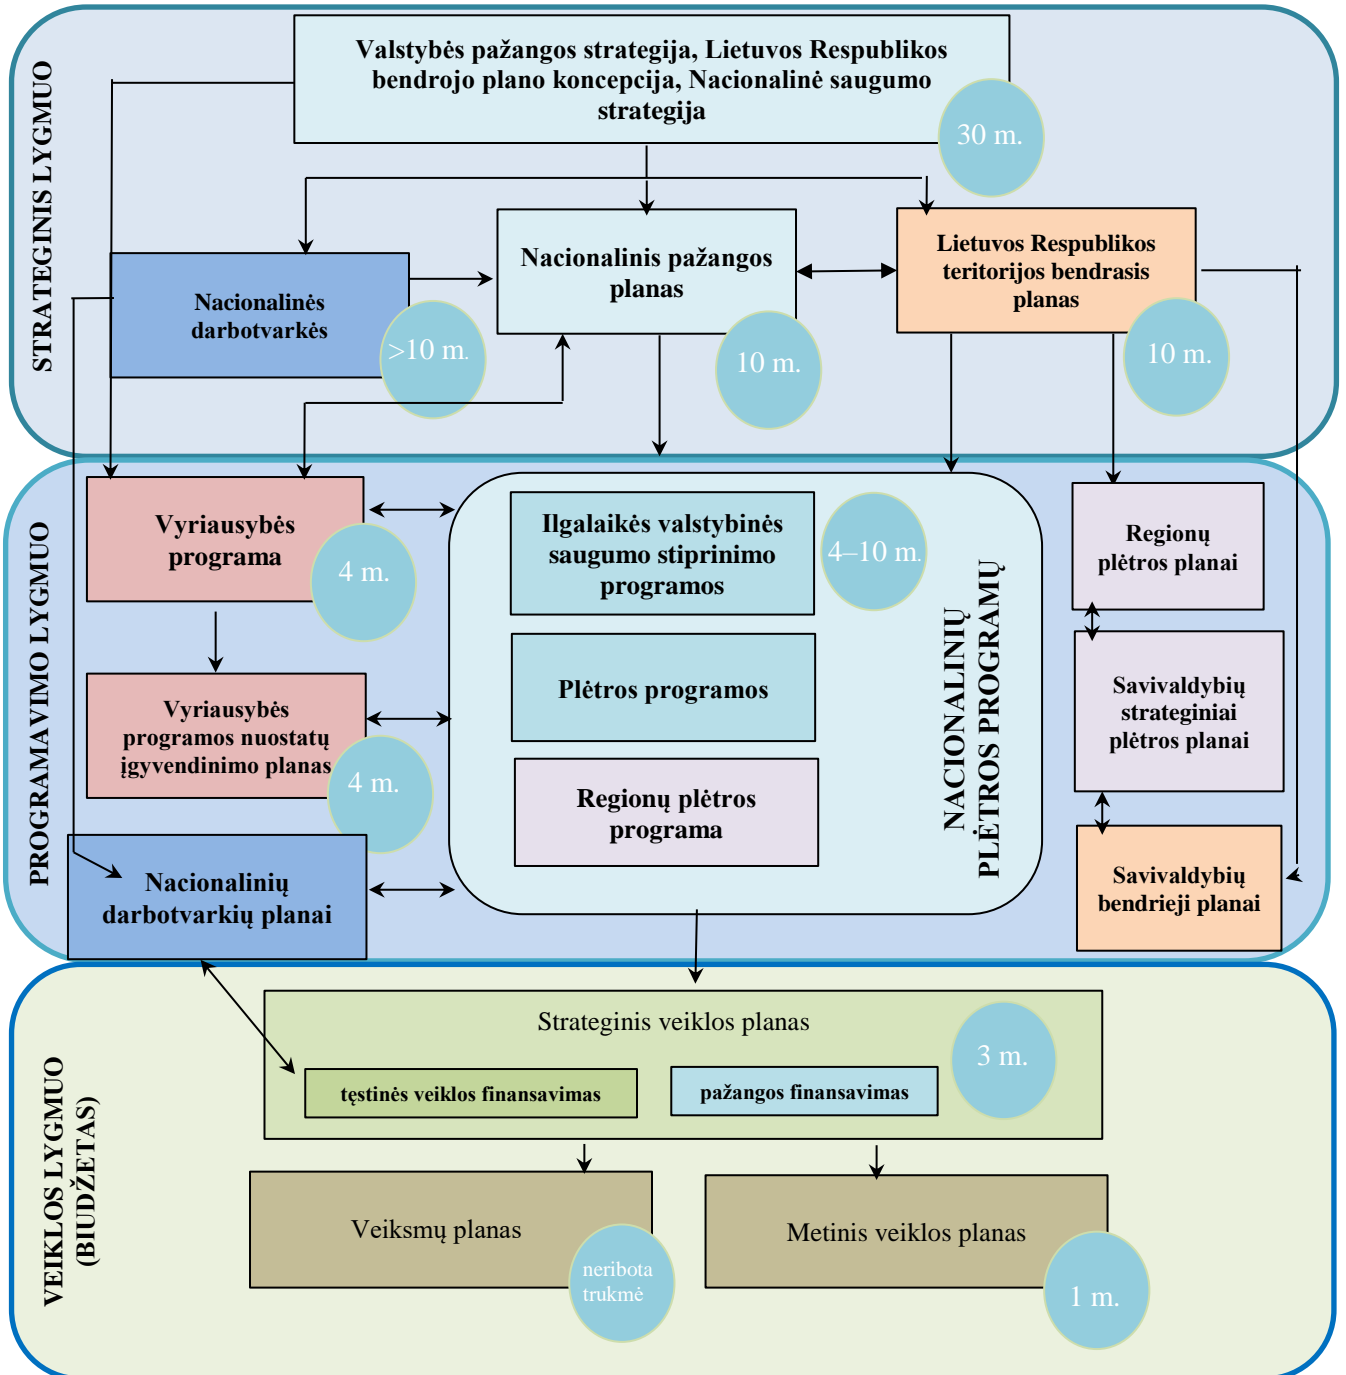 STRATEGINIS LYGMUO
Valstybės pažangos strategija, Lietuvos Respublikos
bendrojo plano koncepcija, Nacionalinė saugumo
strategija
30 m.
Nacionalinės
darbotvarkės
>10 m.
Nacionalinis pažangos
planas
10 m.
Lietuvos Respublikos
teritorijos bendrasis
planas
10 m.
PROGRAMAVIMO LYGMUO
Vyriausybės
programa
4 m.
Vyriausybės
programos nuostatų
įgyvendinimo planas
4 m.
Nacionalinių
darbotvarkių planai
Ilgalaikės valstybinės
saugumo stiprinimo
programos
4–10 m.
Plėtros programos
Regionų plėtros
programa
NACIONALINIŲ
PLĖTROS PROGRAMŲ
Regionų
plėtros planai
Savivaldybių
strateginiai
plėtros planai
Savivaldybių
bendrieji planai
VEIKLOS LYGMUO
(BIUDŽETAS)
Strateginis veiklos planas
3 m.
tęstinės veiklos finansavimas
pažangos finansavimas
Veiksmų planas
neribota
trukmė
Metinis veiklos planas
1 m.